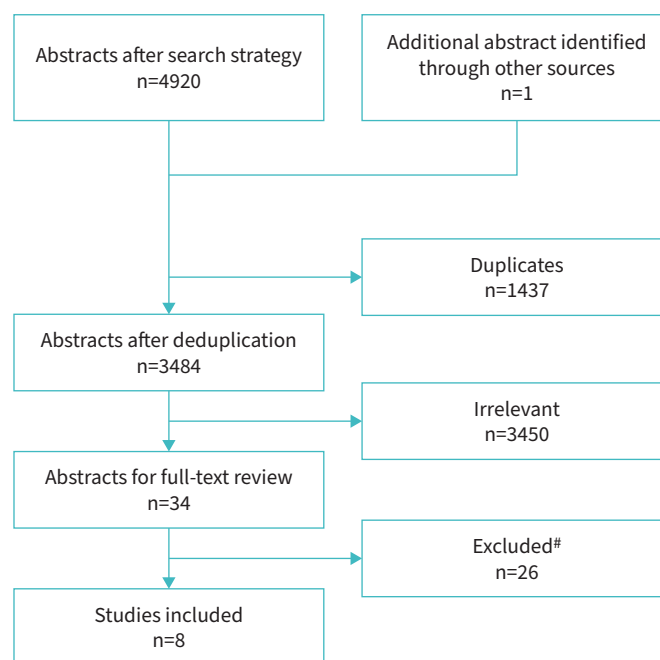 Abstracts after search strategy
n=4920
Additional abstract identified
through other sources
n=1
Duplicates
n=1437
Abstracts after deduplication
n=3484
Irrelevant
n=3450
Abstracts for full-text review
n=34
Excluded#
n=26
Studies included
n=8